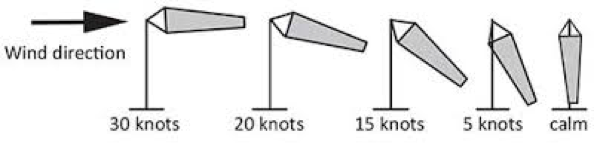 Wind direction
30 knots
20 knots
15 knots
5 knots
calm